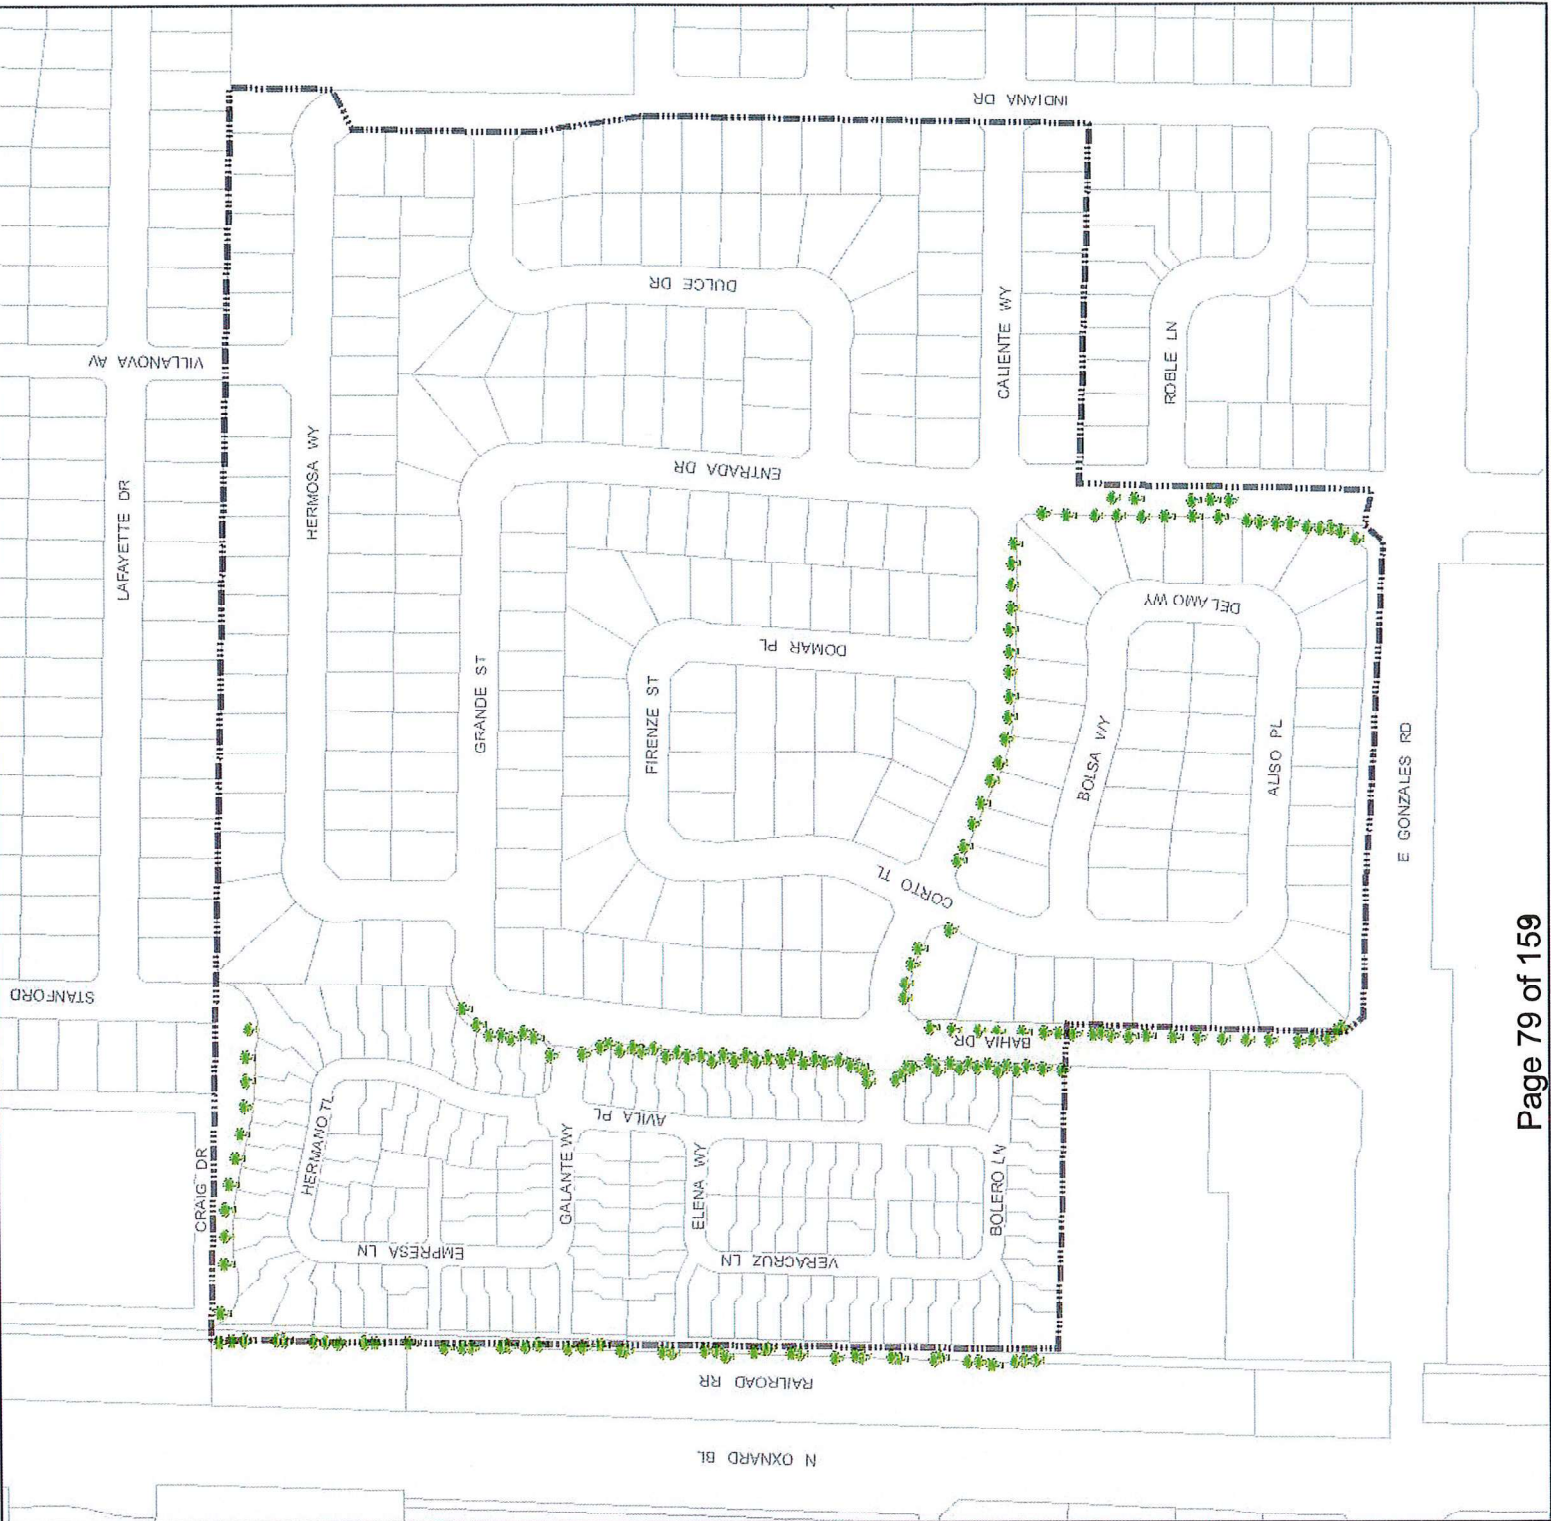 INDIANA DR
DULCE DR
CALIENTE WY
ROBLE LN
VILLANOVA AV
HERMOSA WY
LAFAYETTE DR
ENTRADA DR
DEL AMO WY
DOMAR PL
GRANDE ST
FIRENZE ST
BOLSA WY
ALISO PL
E GONZALES RD
CORTO TL
STANFORD
BAHIA DR
AVILA PL
HERMANO TL
CRAIG DR
GALANTE WY
ELENA WY
BOLERO LN
EMPRESA LN
VERACRUZ LN
RAILROAD RR
N OXNARD BL
Page 79 of 159